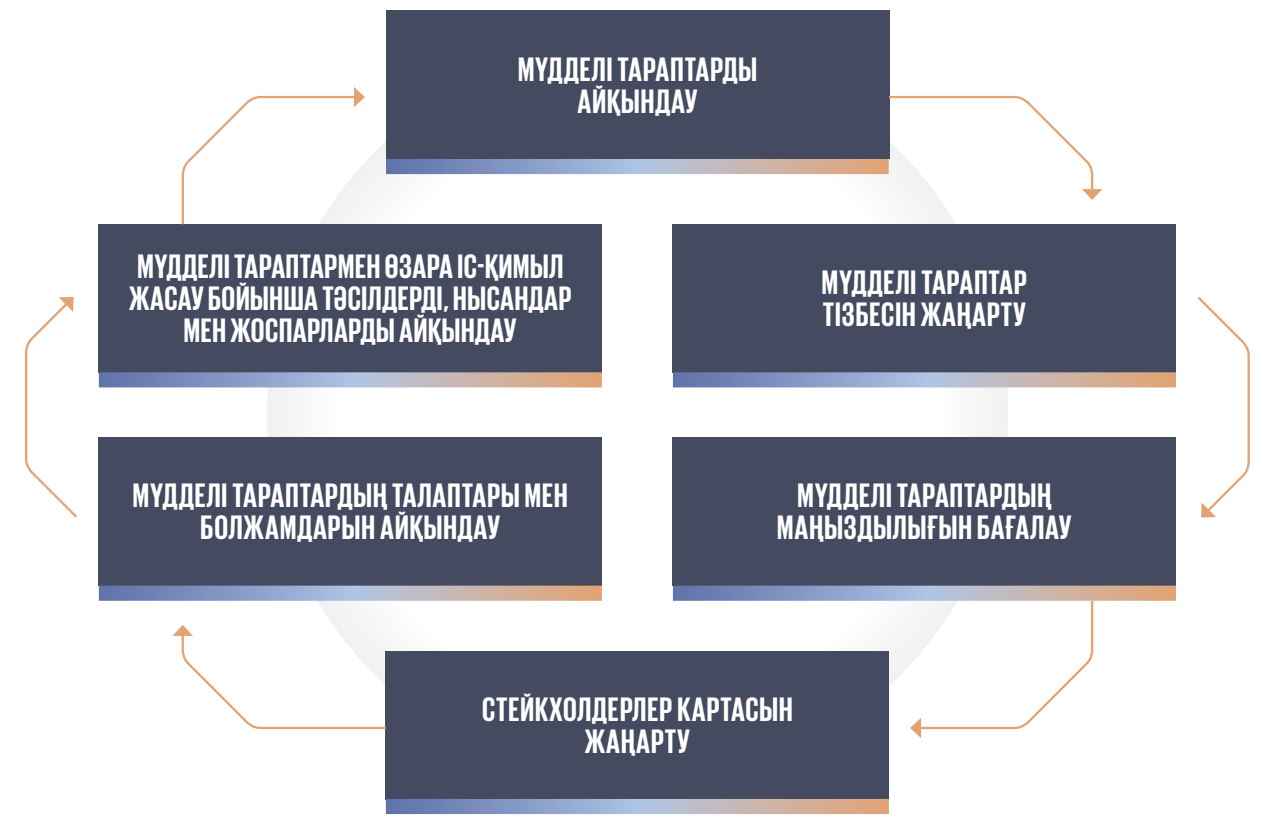 МҮДДЕЛІ ТАРАПТАРДЫ
АЙҚЫНДАУ
МҮДДЕЛІ ТАРАПТАРМЕН ӨЗАРА ІС-ҚИМЫЛ
ЖАСАУ БОЙЫНША ТӘСІЛДЕРДІ, НЫСАНДАР
МЕН ЖОСПАРЛАРДЫ АЙҚЫНДАУ
МҮДДЕЛІ ТАРАПТАР
ТІЗБЕСІН ЖАҢАРТУ
МҮДДЕЛІ ТАРАПТАРДЫҢ ТАЛАПТАРЫ МЕН
БОЛЖАМДАРЫН АЙҚЫНДАУ
МҮДДЕЛІ ТАРАПТАРДЫҢ
МАҢЫЗДЫЛЫҒЫН БАҒАЛАУ
СТЕЙКХОЛДЕРЛЕР КАРТАСЫН
ЖАҢАРТУ